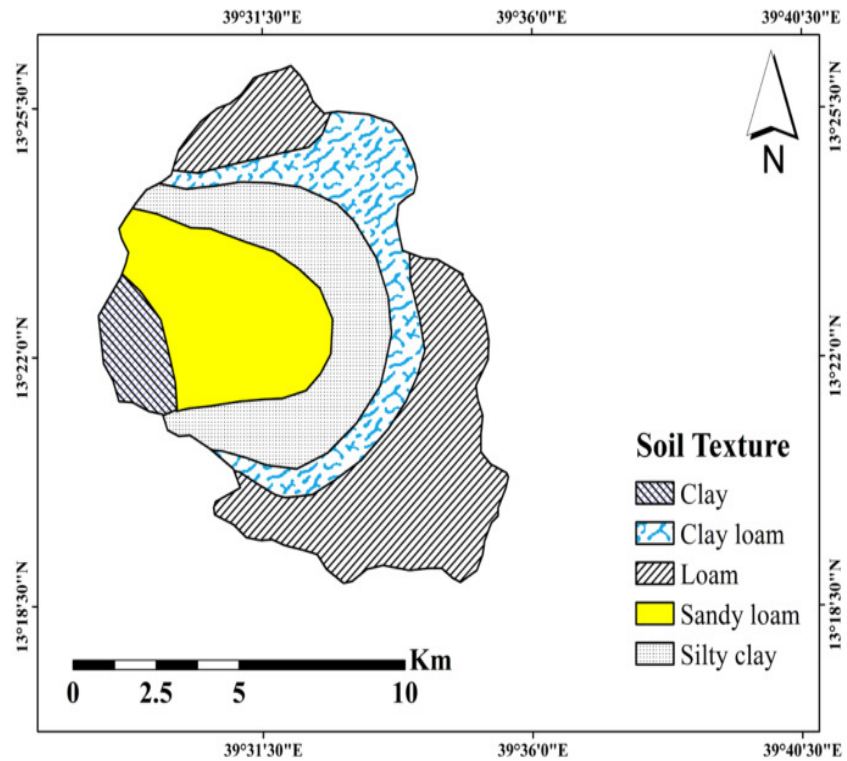 39°31'30"E 39°36'0"E 40°40'30"E
13°25'30"N 13°25'30"N
N
13°22'0"N 13°22'0"N
Soil Texture
Clay
Clay loam
Loam
Sandy loam
Silty clay
13°18'30"N 13°18'30"N
Km
0 2.5 5 10
39°31'30"E 39°36'0"E 39°40'30"E